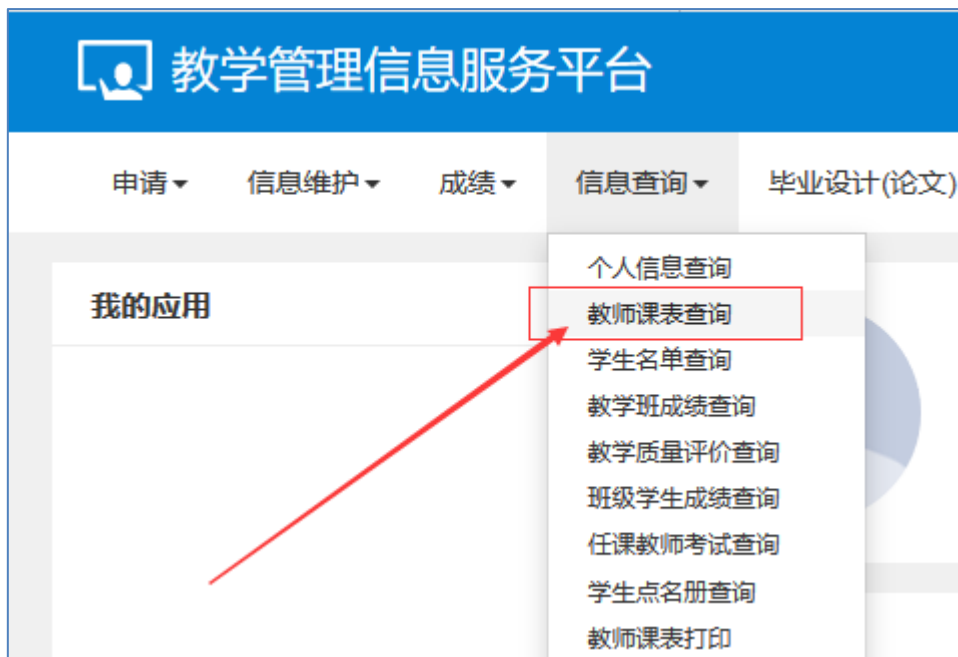 教学管理信息服务平台
申请 信息维护 成绩 信息查询 毕业设计(论文)
个人信息查询
我的应用
教师课表查询
学生名单查询
教学班成绩查询
教学质量评价查询
班级学生成绩查询
任课教师考试查询
学生点名册查询
教师课表打印